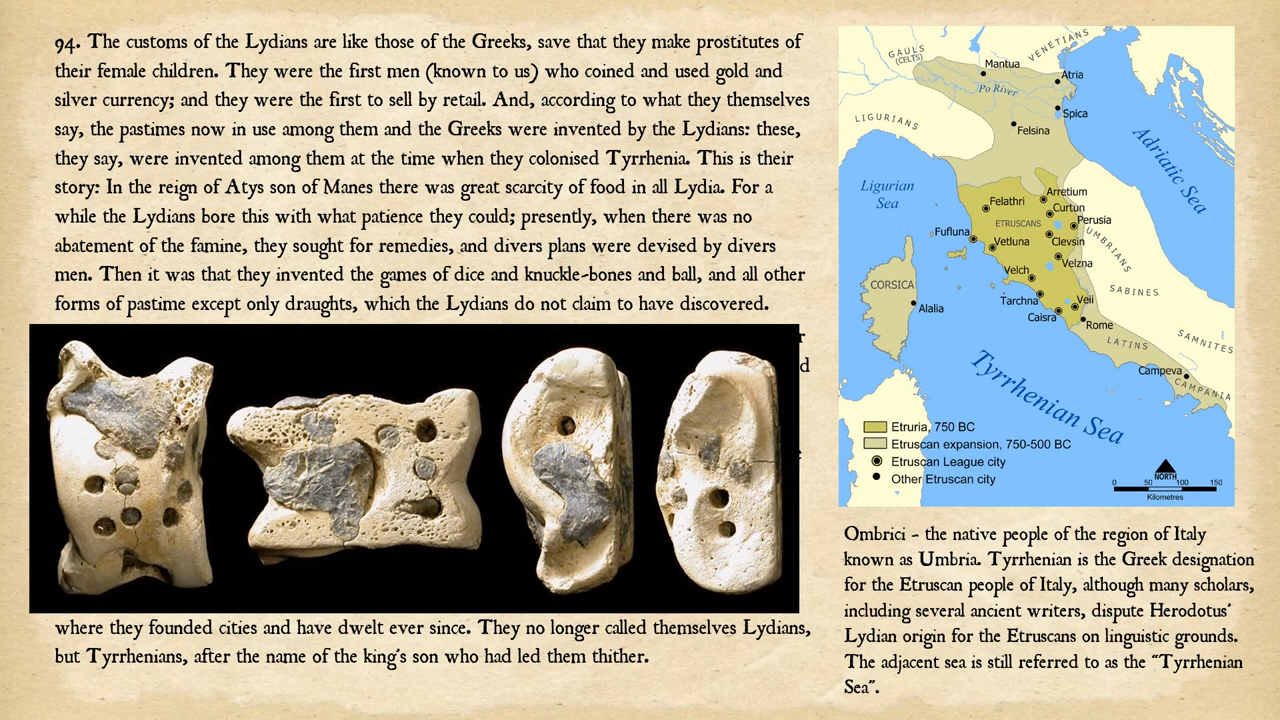 94. The customs of the Lydians are like those of the Greeks, save that they make prostitutes of
their female children. They were the first men (known to us) who coined and used gold and
silver currency; and they were the first to sell by retail. And, according to what they themselves
say, the pastimes now in use among them and the Greeks were invented by the Lydians: these,
they say, were invented among them at the time when they colonised Tyrrhenia. This is their
story: In the reign of Atys son of Manes there was great scarcity of food in all Lydia. For a
while the Lydians bore this with what patience they could; presently, when there was no
abatement of the famine, they sought for remedies, and divers plans were devised by divers
men. Then it was that they invented the games of dice and knuckle-bones and ball, and all other
forms of pastime except only draughts, which the Lydians do not claim to have discovered.
where they founded cities and have dwelt ever since. They no longer called themselves Lydians,
but Tyrrhenians, after the name of the king's son who had led them thither.
GAULS
(CELTS)
VENETIANS
Mantua
Atria
Po River
Spica
LIGURIANS
Felsina
Adriatic Sea
Ligurian
Sea
Arretium
Felathri
Curtun
ETRUSCANS
Perusia
Fufluna
Vetluna
Clevsin
UMBRIANS
Velzna
Velch
CORSICA
SABINES
Tarchna
Veii
Alalia
Caisra
Rome
SAMNITES
LATINS
Tyrrhenian Sea
Campeva
CAMPANIA
Etruria, 750 BC
Etruscan expansion, 750-500 BC
Etruscan League city
Other Etruscan city
NORTH
0 50 100 150
Kilometres
Ombrici - the native people of the region of Italy
known as Umbria. Tyrrhenian is the Greek designation
for the Etruscan people of Italy, although many scholars,
including several ancient writers, dispute Herodotus'
Lydian origin for the Etruscans on linguistic grounds.
The adjacent sea is still referred to as the "Tyrrhenian
Sea".